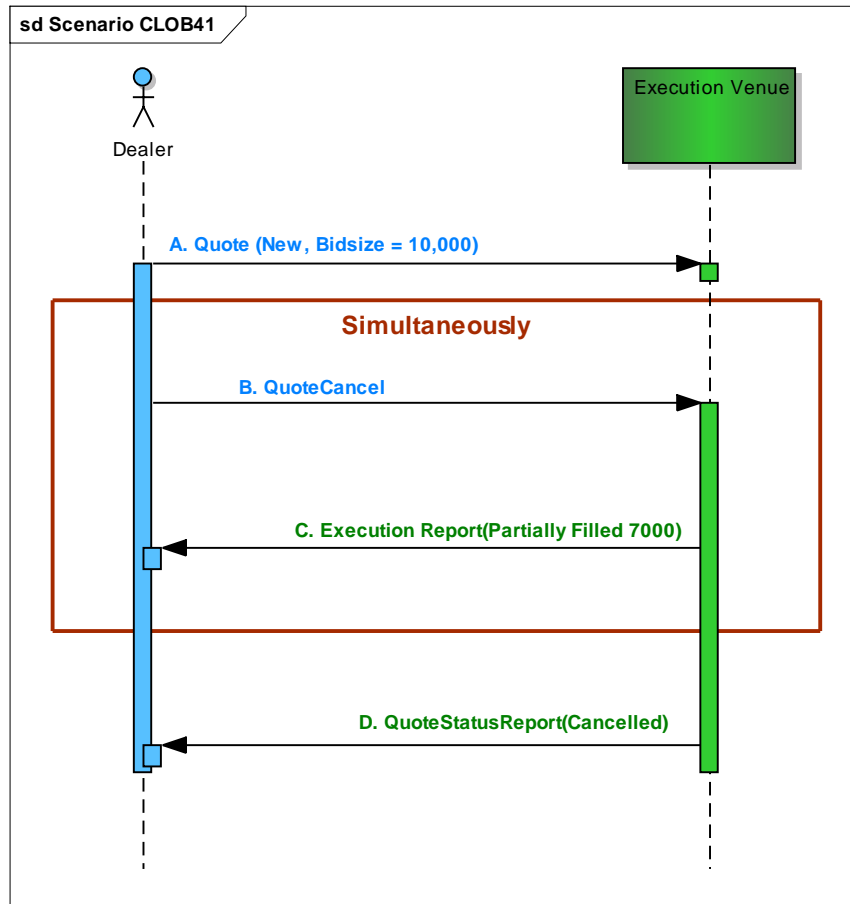 sd Scenario CLOB41
Execution Venue
Dealer
A. Quote (New, Bidsize = 10,000)
Simultaneously
B. QuoteCancel
C. Execution Report(Partially Filled 7000)
D. QuoteStatusReport(Cancelled)